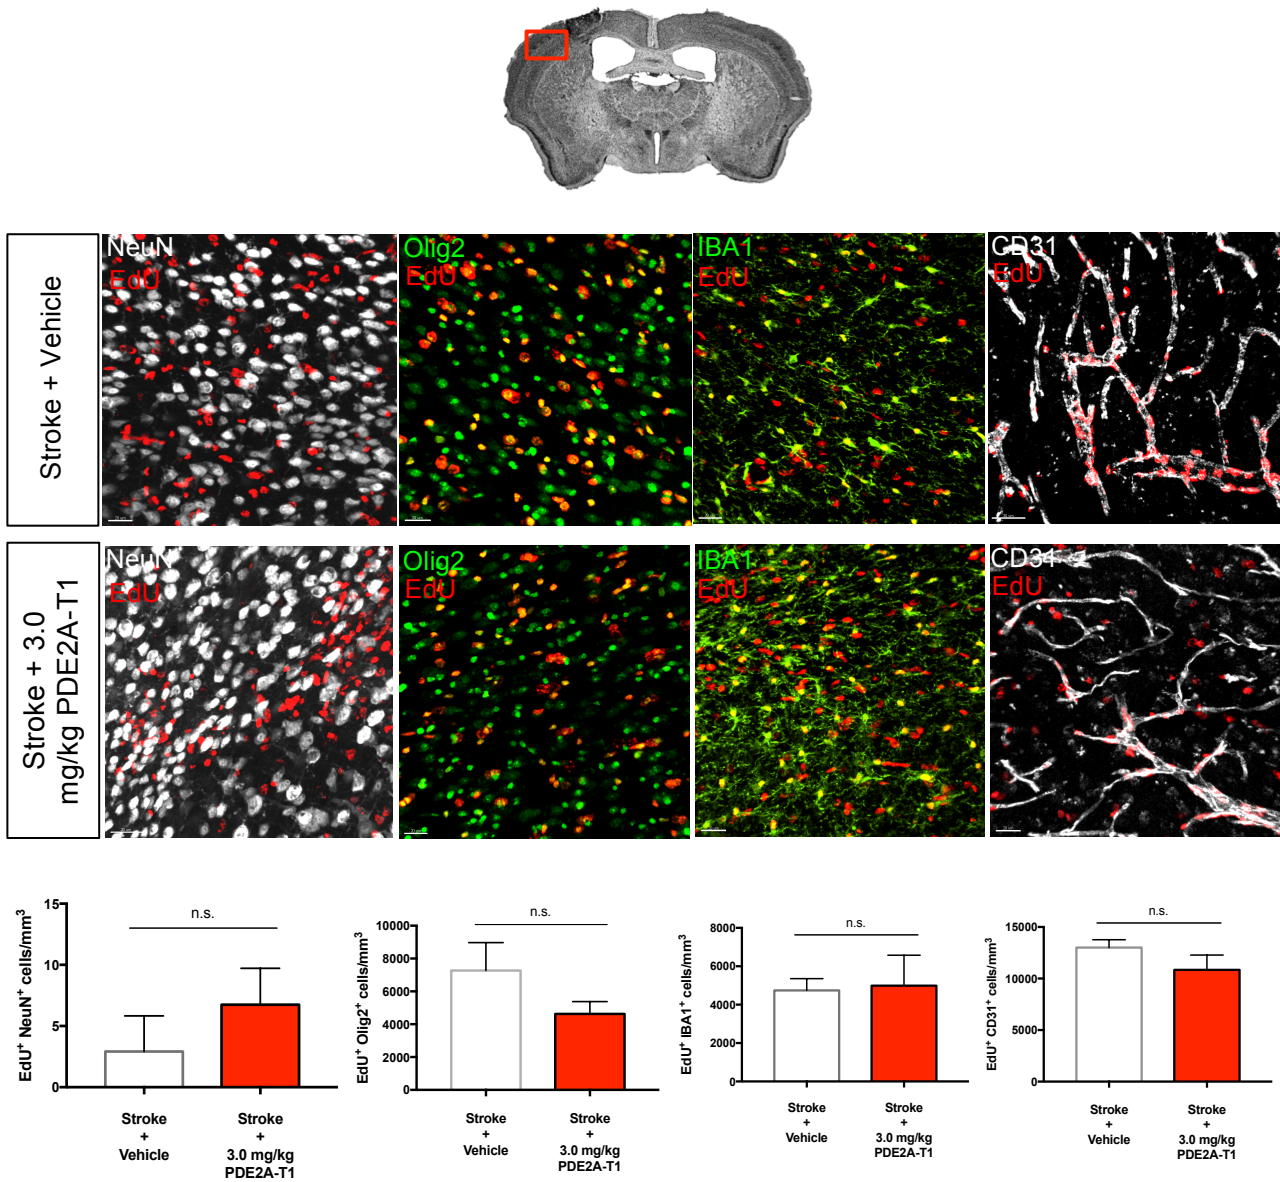 Stroke + Vehicle
NeuN
EdU
Olig2
EdU
IBA1
EdU
CD31
EdU
Stroke + 3.0
mg/kg PDE2A-T1
NeuN
EdU
Olig2
EdU
IBA1
EdU
CD31
EdU
EdU⁺ NeuN⁺ cells/mm³
15
10
5
0
n.s.
Stroke
+
Vehicle
Stroke
+
3.0 mg/kg
PDE2A-T1
EdU⁺ Olig2⁺ cells/mm³
10000
8000
6000
4000
2000
0
n.s.
Stroke
+
Vehicle
Stroke
+
3.0 mg/kg
PDE2A-T1
EdU⁺ IBA1⁺ cells/mm³
8000
6000
4000
2000
0
n.s.
Stroke
+
Vehicle
Stroke
+
3.0 mg/kg
PDE2A-T1
EdU⁺ CD31⁺ cells/mm³
15000
10000
5000
0
n.s.
Stroke
+
Vehicle
Stroke
+
3.0 mg/kg
PDE2A-T1